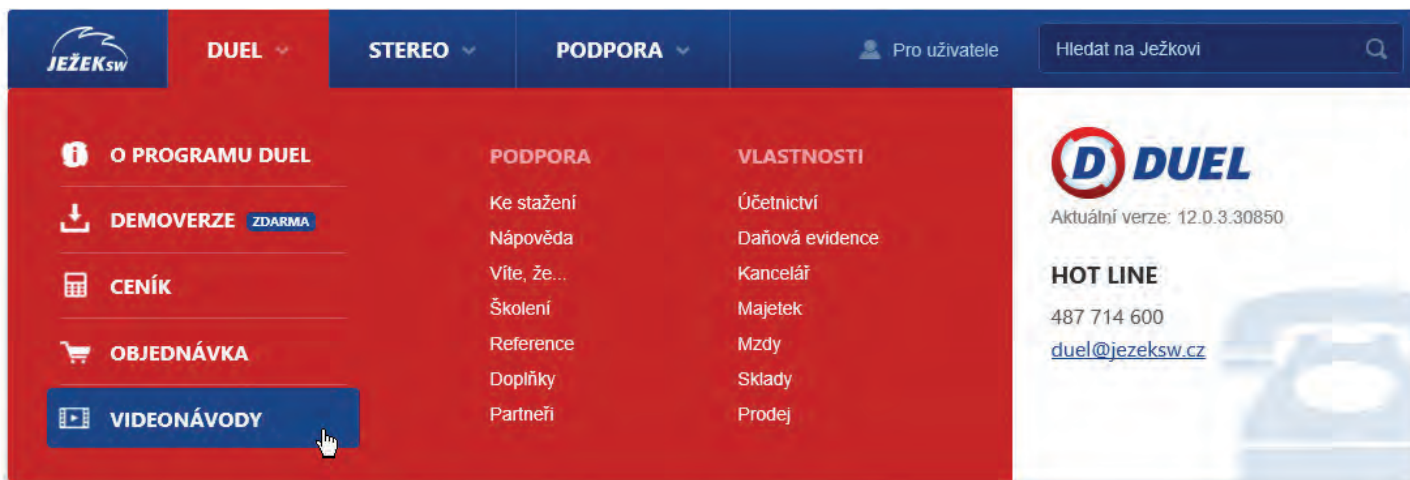 JEŽEKSW
DUEL
STEREO
PODPORA
Pro uživatele
Hledat na Ježkovi
O PROGRAMU DUEL
DEMOVERZE ZDARMA
CENÍK
OBJEDNÁVKA
VIDEONÁVODY
PODPORA
Ke stažení
Nápověda
Víte, že...
Školení
Reference
Doplňky
Partneři
VLASTNOSTI
Účetnictví
Daňová evidence
Kancelář
Majetek
Mzdy
Sklady
Prodej
D DUEL
Aktuální verze: 12.0.3.30850
HOT LINE
487 714 600
duel@jezeksw.cz